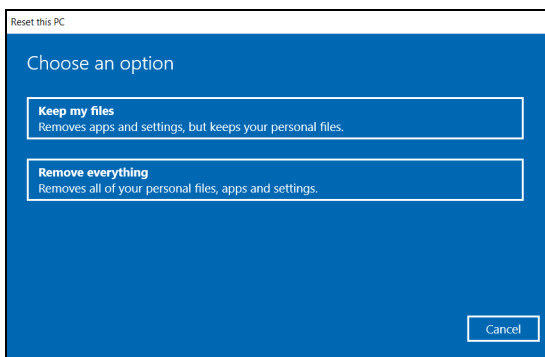 Reset this PC
Choose an option
Keep my files
Removes apps and settings, but keeps your personal files.
Remove everything
Removes all of your personal files, apps and settings.
Cancel